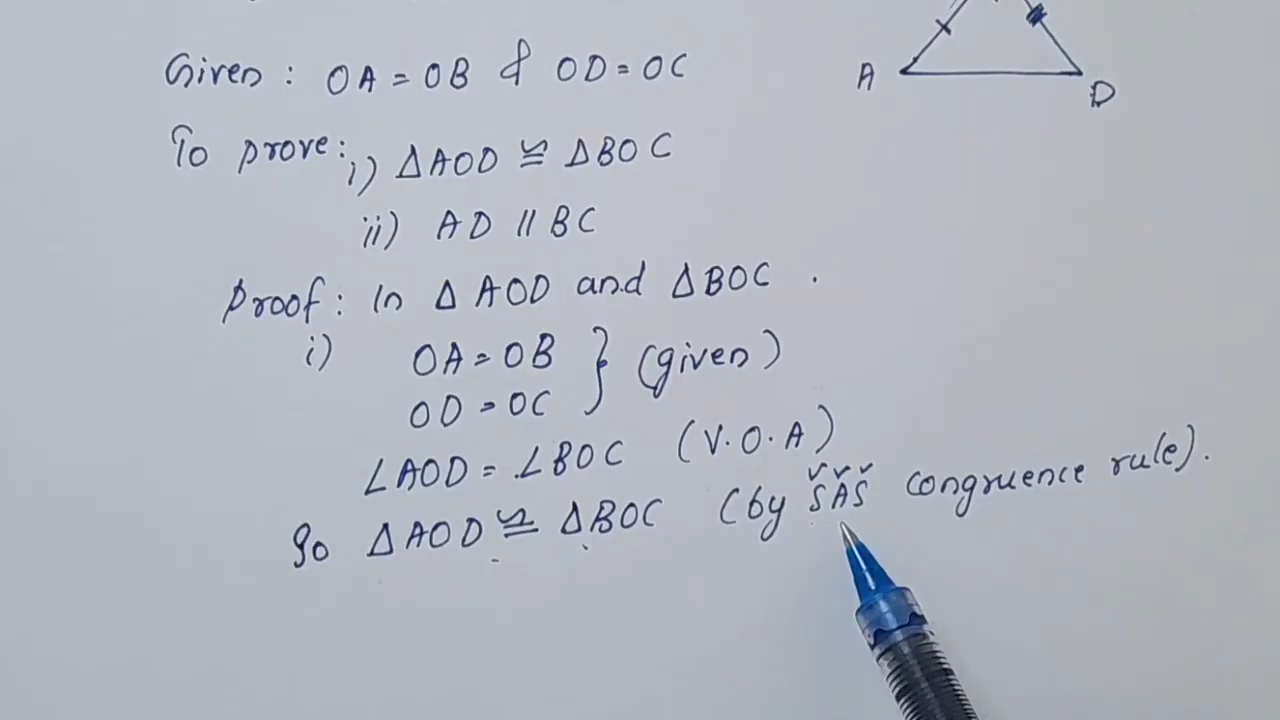 Given: OA = OB & OD = OC
A
D
To prove: i) ΔAOD ≅ ΔBOC
ii) AD || BC
Proof: In Δ AOD and ΔBOC.
i) OA = OB } (given)
OD = OC
∠AOD = ∠BOC (V.O.A)
So ΔAOD ≅ ΔBOC (by SAS congruence rule).